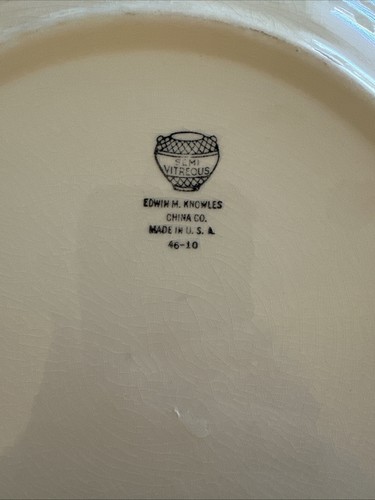 SEMI
VITREOUS
EDWIN M. KNOWLES
CHINA CO.
MADE IN U. S. A.
46-10